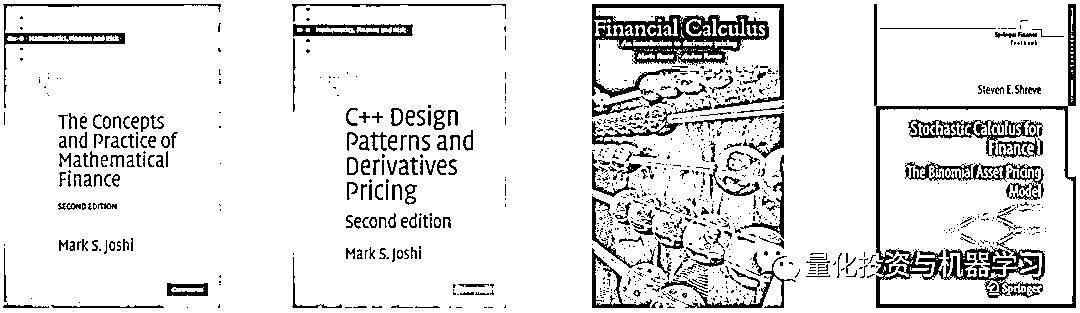 Mathematics, Finance and Risk
The Concepts
and Practice of
Mathematical
Finance
SECOND EDITION
Mark S. Joshi
Mathematics, Finance and Risk
C++ Design
Patterns and
Derivatives
Pricing
Second edition
Mark S. Joshi
Financial Calculus
Springer Finance
Textbook
Steven E. Shreve
Stochastic Calculus for
Finance I
The Binomial Asset Pricing
Model
Springer
量化投资与机器学习